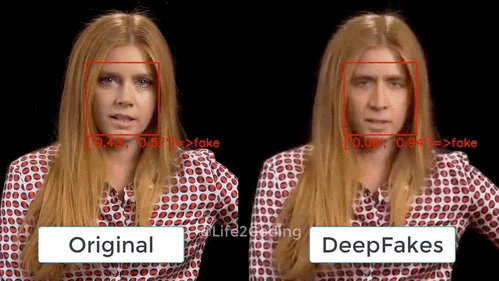 ['0.43', '0.57']=>fake
['0.06', '0.94']=>fake
@Life2Coding
Original
DeepFakes